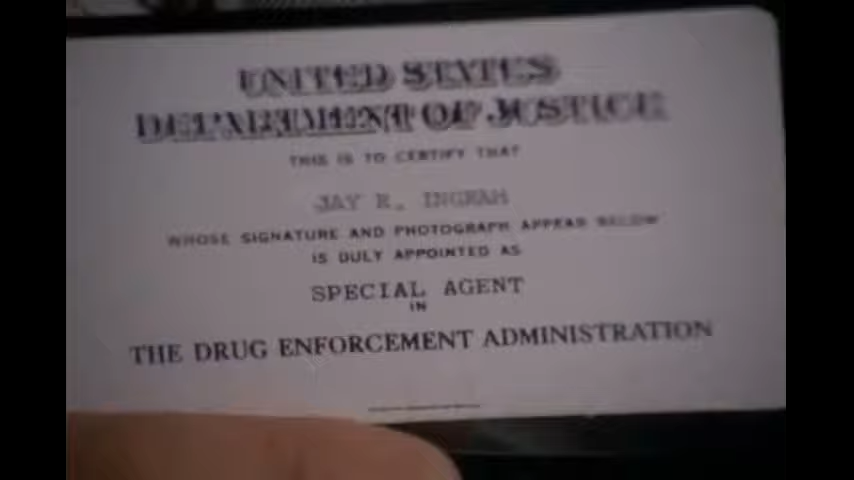 UNITED STATES
DEPARTMENT OF JUSTICE
THIS IS TO CERTIFY THAT
JAY R. INGRAM
WHOSE SIGNATURE AND PHOTOGRAPH APPEAR BELOW
IS DULY APPOINTED AS
SPECIAL AGENT
IN
THE DRUG ENFORCEMENT ADMINISTRATION